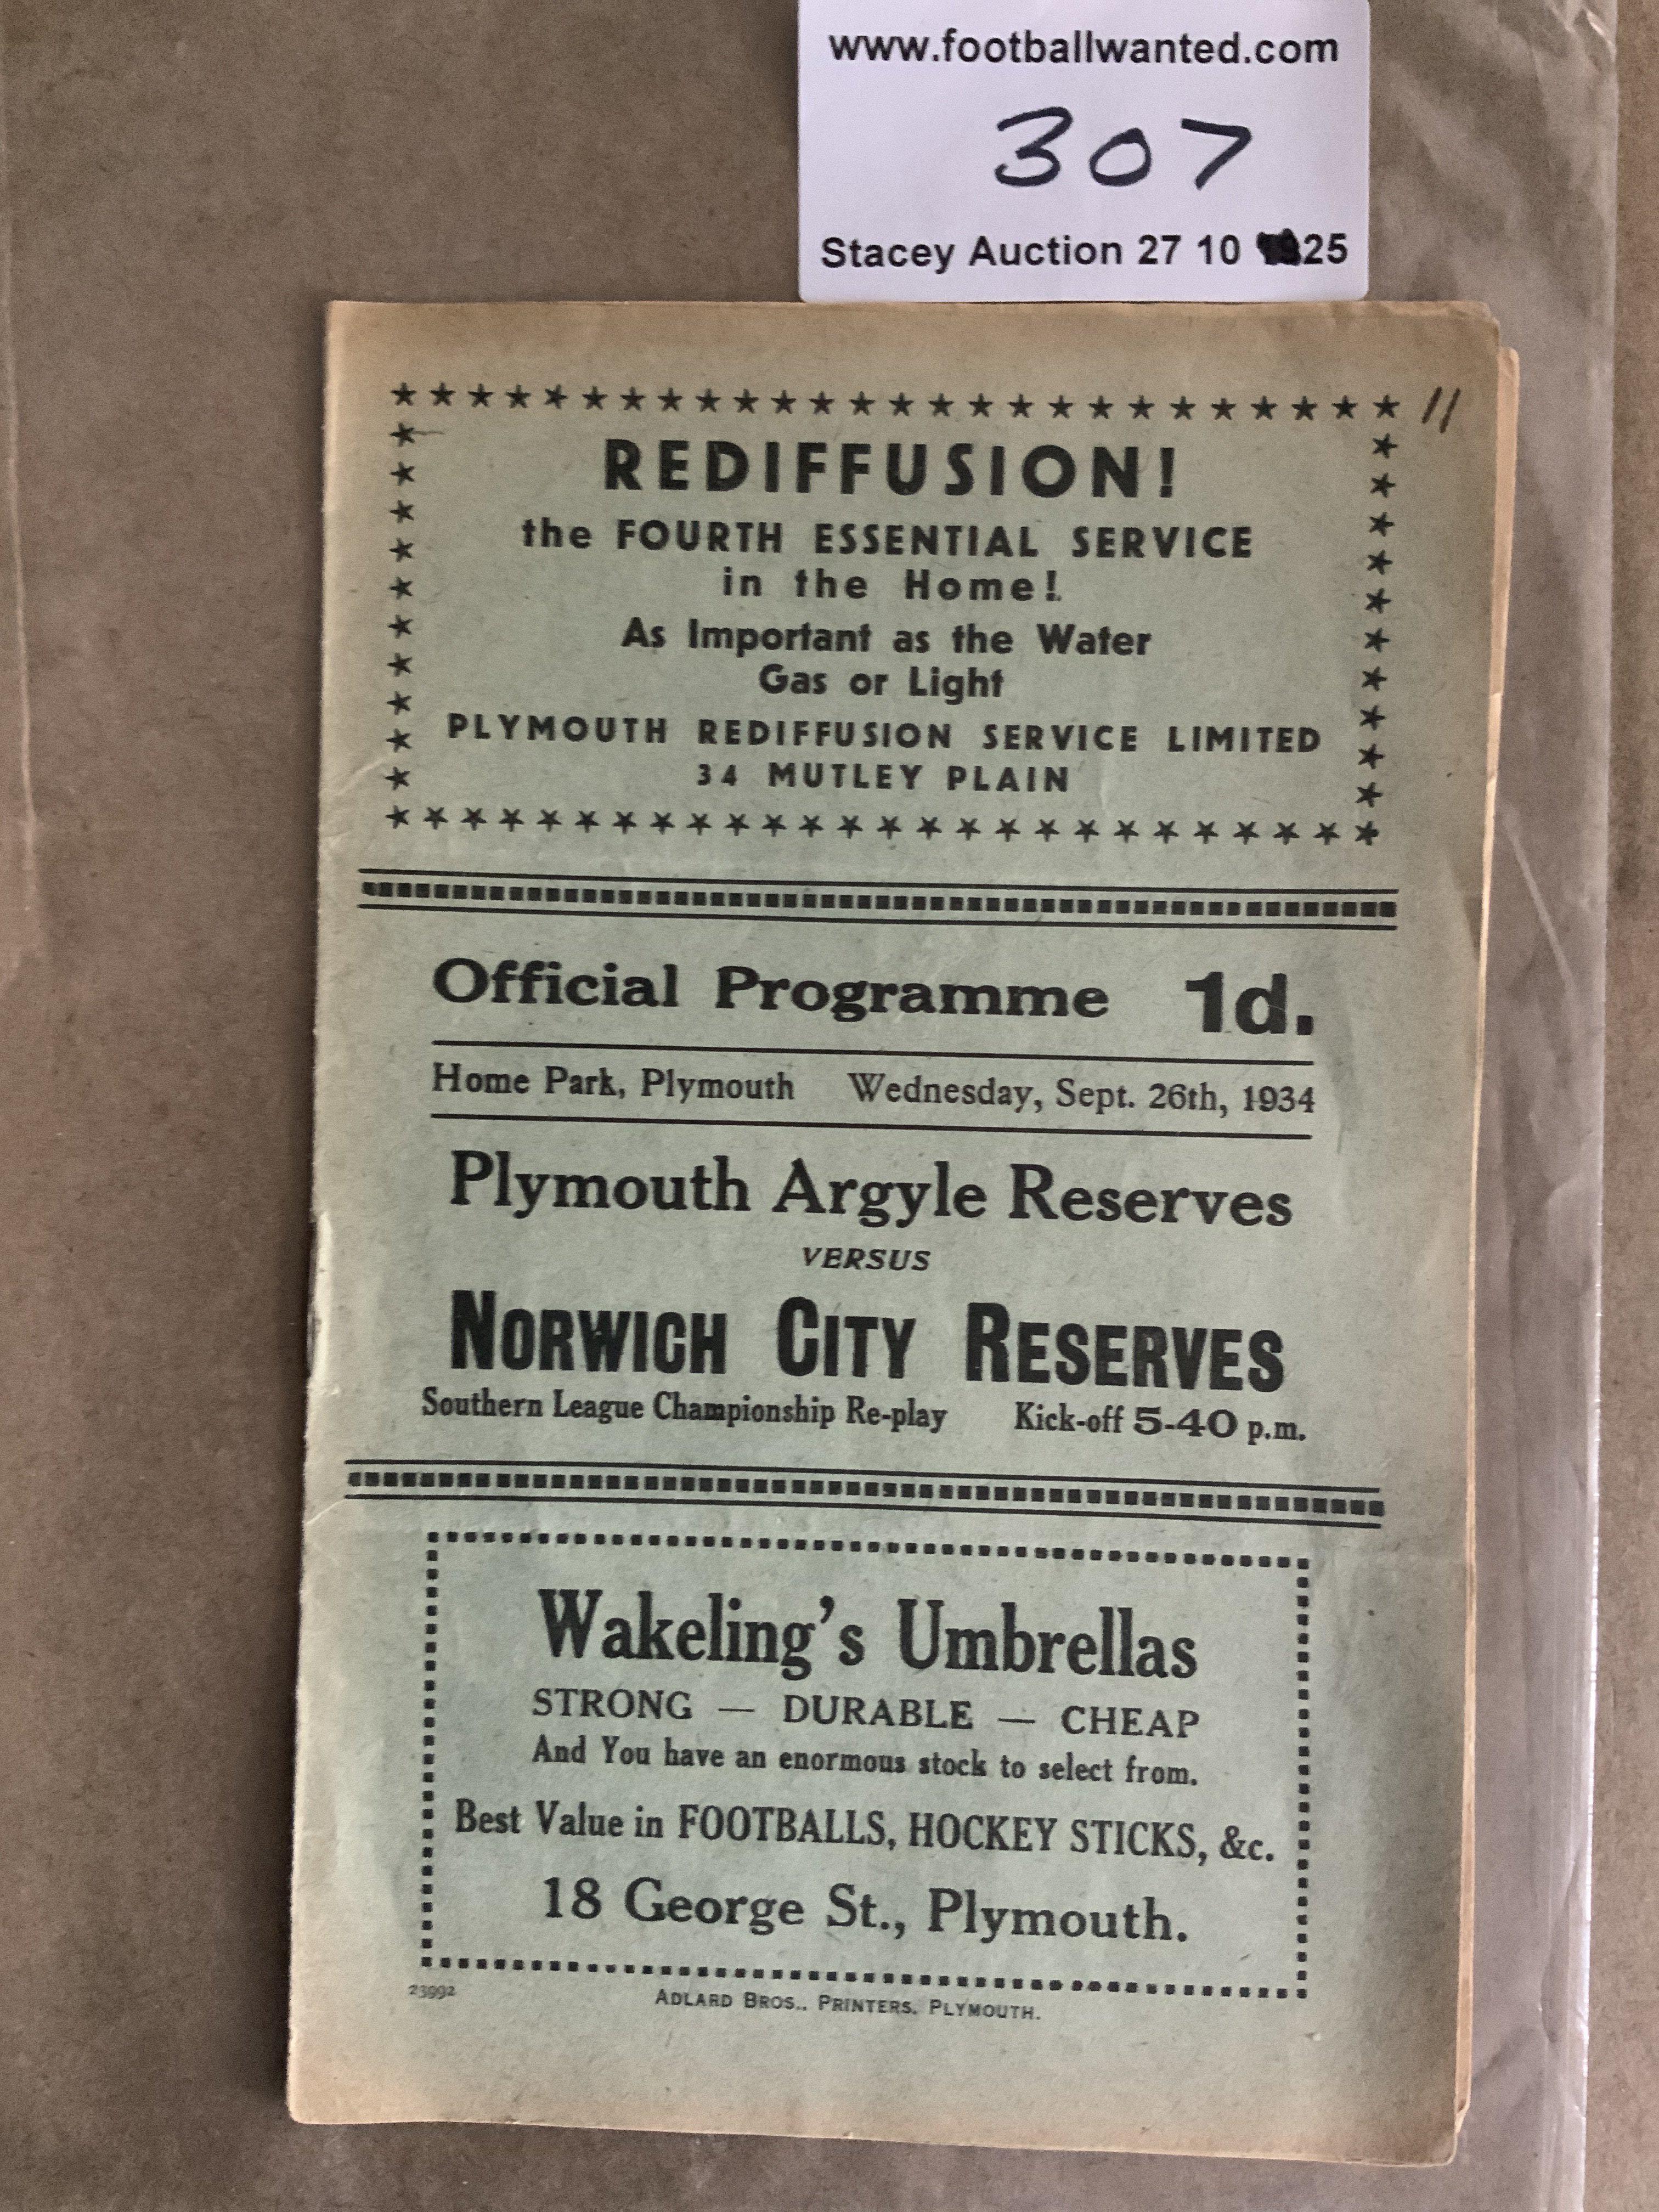 www.footballwanted.com
307
Stacey Auction 27 10 25
11
REDIFFUSION!
the FOURTH ESSENTIAL SERVICE
in the Home!
As Important as the Water
Gas or Light
PLYMOUTH REDIFFUSION SERVICE LIMITED
34 MUTLEY PLAIN
Official Programme 1d.
Home Park, Plymouth Wednesday, Sept. 26th, 1934
Plymouth Argyle Reserves
VERSUS
NORWICH CITY RESERVES
Southern League Championship Re-play Kick-off 5-40 p.m.
Wakeling's Umbrellas
STRONG — DURABLE — CHEAP
And You have an enormous stock to select from.
Best Value in FOOTBALLS, HOCKEY STICKS, &c.
18 George St., Plymouth.
23992 ADLARD BROS., PRINTERS, PLYMOUTH.